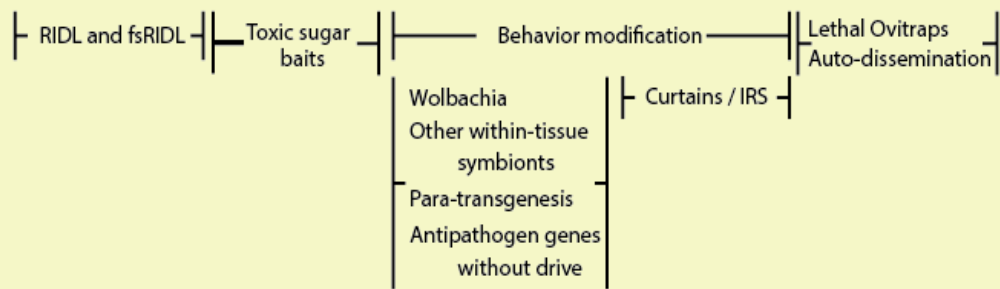 RIDL and fsRIDL
Toxic sugar
baits
Behavior modification
Lethal Ovitraps
Auto-dissemination
Wolbachia
Other within-tissue
symbionts
Para-transgenesis
Antipathogen genes
without drive
Curtains / IRS